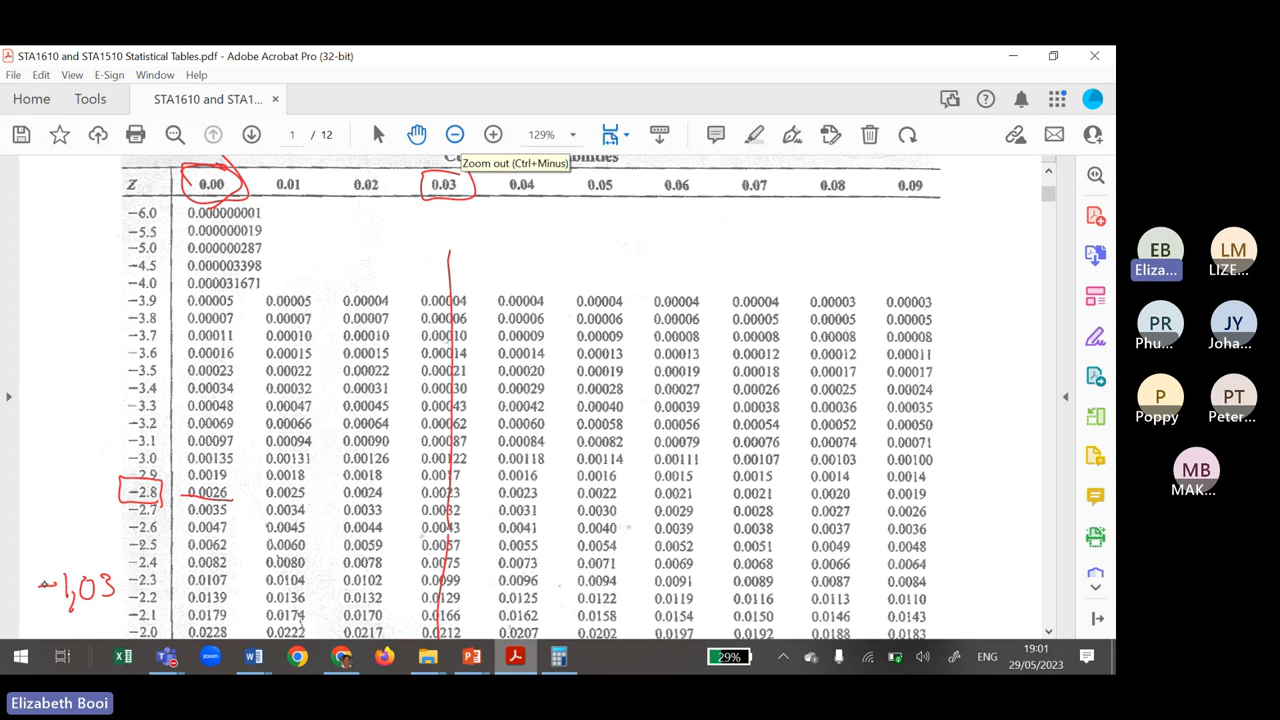 STA1610 and STA1510 Statistical Tables.pdf - Adobe Acrobat Pro (32-bit)
File Edit View E-Sign Window Help
Home Tools STA1610 and STA1... ×
1 / 12 129%
Zoom out (Ctrl+Minus)
Z 0.00 0.01 0.02 0.03 0.04 0.05 0.06 0.07 0.08 0.09
−6.0 0.000000001
−5.5 0.000000019
−5.0 0.000000287
−4.5 0.000003398
−4.0 0.000031671
−3.9 0.00005 0.00005 0.00004 0.00004 0.00004 0.00004 0.00004 0.00004 0.00003 0.00003
−3.8 0.00007 0.00007 0.00007 0.00006 0.00006 0.00006 0.00006 0.00005 0.00005 0.00005
−3.7 0.00011 0.00010 0.00010 0.00010 0.00009 0.00009 0.00008 0.00008 0.00008 0.00008
−3.6 0.00016 0.00015 0.00015 0.00014 0.00014 0.00013 0.00013 0.00012 0.00012 0.00011
−3.5 0.00023 0.00022 0.00022 0.00021 0.00020 0.00019 0.00019 0.00018 0.00017 0.00017
−3.4 0.00034 0.00032 0.00031 0.00030 0.00029 0.00028 0.00027 0.00026 0.00025 0.00024
−3.3 0.00048 0.00047 0.00045 0.00043 0.00042 0.00040 0.00039 0.00038 0.00036 0.00035
−3.2 0.00069 0.00066 0.00064 0.00062 0.00060 0.00058 0.00056 0.00054 0.00052 0.00050
−3.1 0.00097 0.00094 0.00090 0.00087 0.00084 0.00082 0.00079 0.00076 0.00074 0.00071
−3.0 0.00135 0.00131 0.00126 0.00122 0.00118 0.00114 0.00111 0.00107 0.00103 0.00100
−2.9 0.0019 0.0018 0.0018 0.0017 0.0016 0.0016 0.0015 0.0015 0.0014 0.0014
−2.8 0.0026 0.0025 0.0024 0.0023 0.0023 0.0022 0.0021 0.0021 0.0020 0.0019
−2.7 0.0035 0.0034 0.0033 0.0032 0.0031 0.0030 0.0029 0.0028 0.0027 0.0026
−2.6 0.0047 0.0045 0.0044 0.0043 0.0041 0.0040 0.0039 0.0038 0.0037 0.0036
−2.5 0.0062 0.0060 0.0059 0.0057 0.0055 0.0054 0.0052 0.0051 0.0049 0.0048
−2.4 0.0082 0.0080 0.0078 0.0075 0.0073 0.0071 0.0069 0.0068 0.0066 0.0064
−2.3 0.0107 0.0104 0.0102 0.0099 0.0096 0.0094 0.0091 0.0089 0.0087 0.0084
−1,03
−2.2 0.0139 0.0136 0.0132 0.0129 0.0125 0.0122 0.0119 0.0116 0.0113 0.0110
−2.1 0.0179 0.0174 0.0170 0.0166 0.0162 0.0158 0.0154 0.0150 0.0146 0.0143
−2.0 0.0228 0.0222 0.0217 0.0212 0.0207 0.0202 0.0197 0.0192 0.0188 0.0183
EB LM
Eliza... LIZE...
PR JY
Phu... Joha...
P PT
Poppy Peter...
MB
MAK...
29% ENG 19:01
29/05/2023
Elizabeth Booi